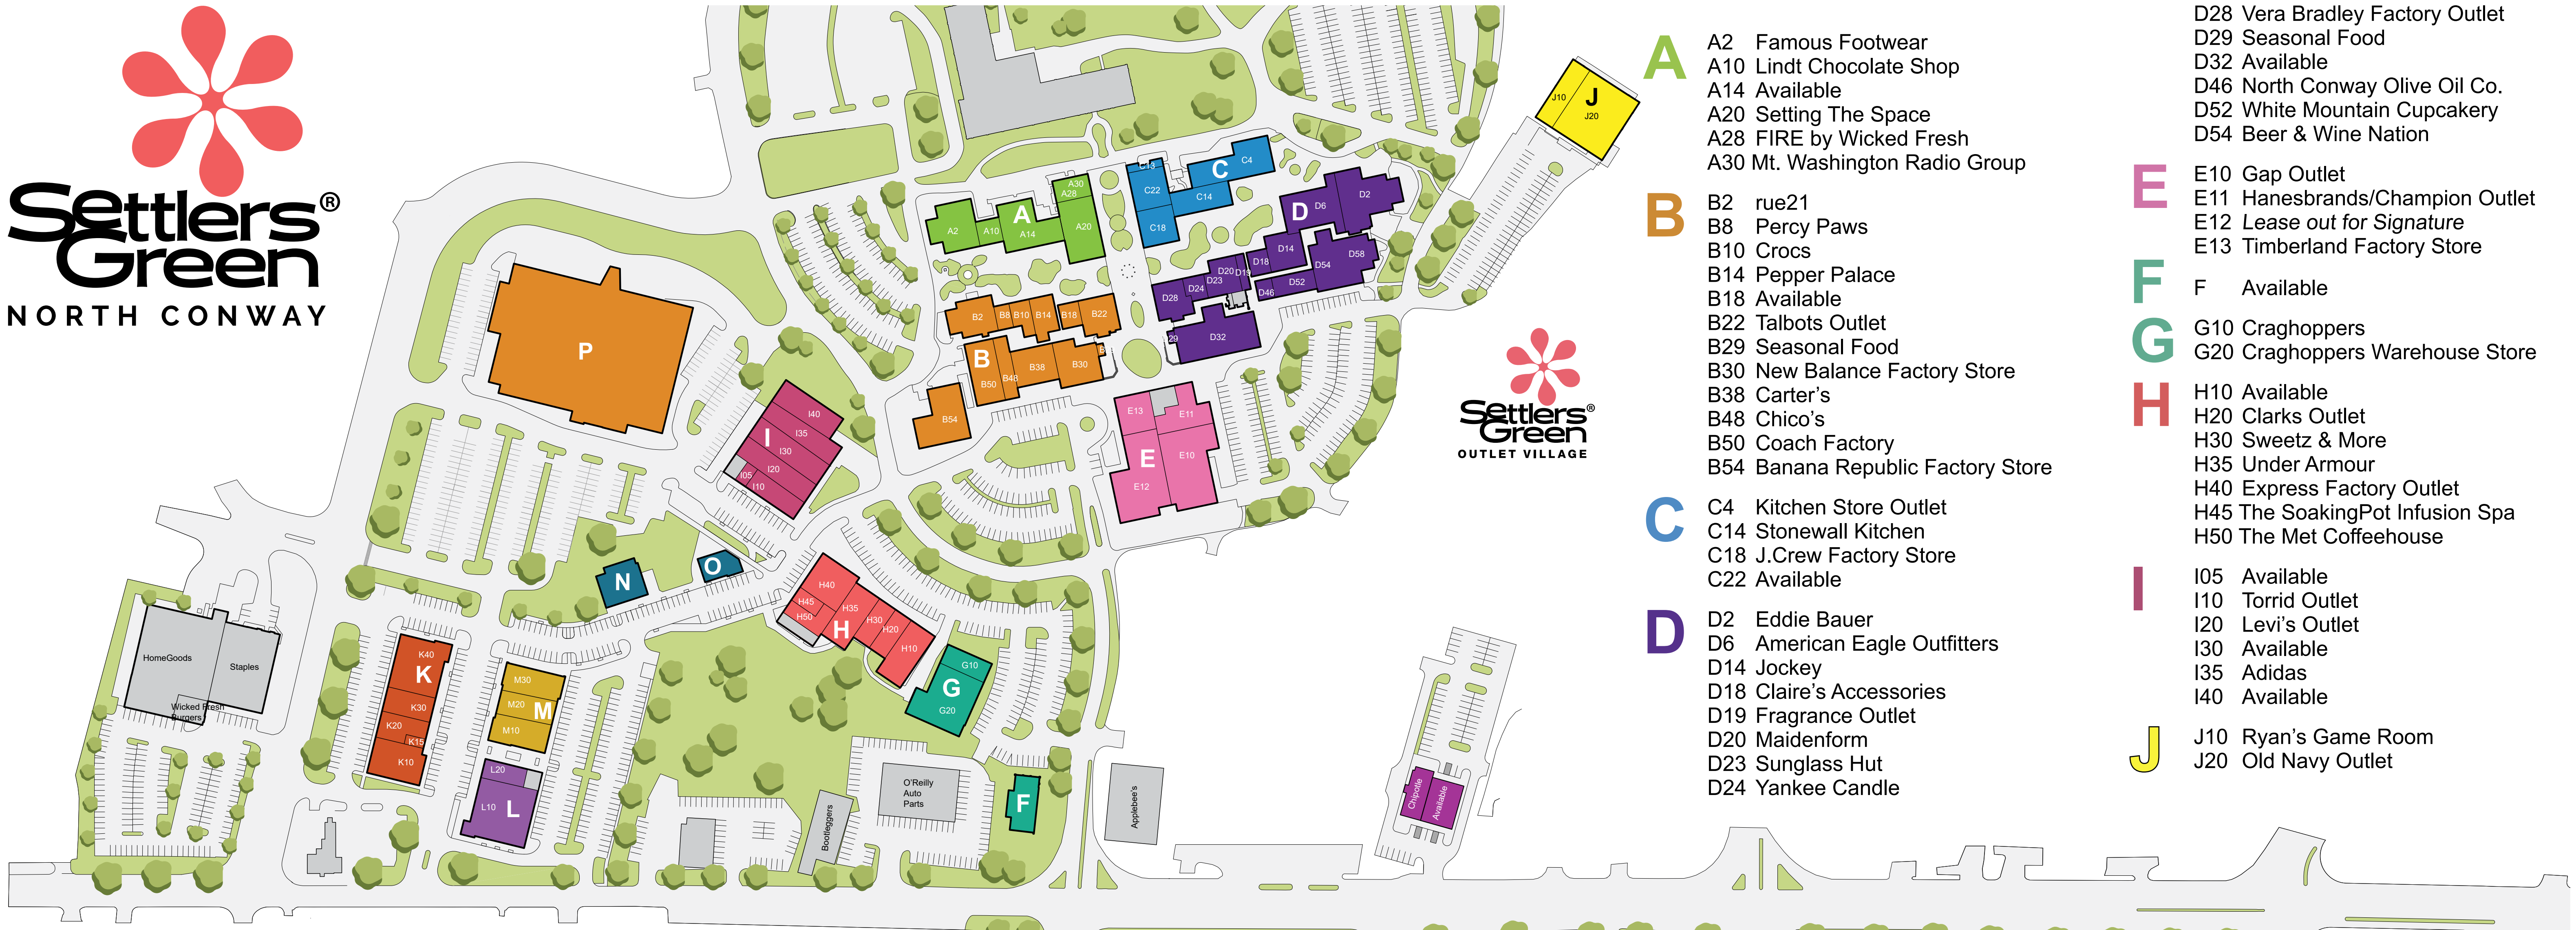 Settlers®
Green
NORTH CONWAY
P
A
A2
A10
A14
A20
A28
A30
C
C13
C22
C18
C14
C4
D
D2
D6
D14
D18
D19
D20
D23
D24
D28
D58
D54
D52
D46
D32
29
J
J10
J20
B
B2
B8
B10
B14
B18
B22
B50
B48
B38
B30
B54
E
E13
E11
E10
E12
I
I40
I35
I30
I20
I05
I10
N
O
H
H40
H45
H50
H35
H30
H20
H10
G
G10
G20
F
K
K40
K30
K20
K15
K10
M
M30
M20
M10
L
L20
L10
HomeGoods
Staples
Wicked Fresh
Burgers
Bootleggers
O'Reilly
Auto
Parts
Applebee's
Chipotle
Available
Settlers®
Green
OUTLET VILLAGE
A
A2 Famous Footwear
A10 Lindt Chocolate Shop
A14 Available
A20 Setting The Space
A28 FIRE by Wicked Fresh
A30 Mt. Washington Radio Group
B
B2 rue21
B8 Percy Paws
B10 Crocs
B14 Pepper Palace
B18 Available
B22 Talbots Outlet
B29 Seasonal Food
B30 New Balance Factory Store
B38 Carter's
B48 Chico's
B50 Coach Factory
B54 Banana Republic Factory Store
C
C4 Kitchen Store Outlet
C14 Stonewall Kitchen
C18 J.Crew Factory Store
C22 Available
D
D2 Eddie Bauer
D6 American Eagle Outfitters
D14 Jockey
D18 Claire's Accessories
D19 Fragrance Outlet
D20 Maidenform
D23 Sunglass Hut
D24 Yankee Candle
D28 Vera Bradley Factory Outlet
D29 Seasonal Food
D32 Available
D46 North Conway Olive Oil Co.
D52 White Mountain Cupcakery
D54 Beer & Wine Nation
E
E10 Gap Outlet
E11 Hanesbrands/Champion Outlet
E12 Lease out for Signature
E13 Timberland Factory Store
F
F Available
G
G10 Craghoppers
G20 Craghoppers Warehouse Store
H
H10 Available
H20 Clarks Outlet
H30 Sweetz & More
H35 Under Armour
H40 Express Factory Outlet
H45 The SoakingPot Infusion Spa
H50 The Met Coffeehouse
I
I05 Available
I10 Torrid Outlet
I20 Levi's Outlet
I30 Available
I35 Adidas
I40 Available
J
J10 Ryan's Game Room
J20 Old Navy Outlet